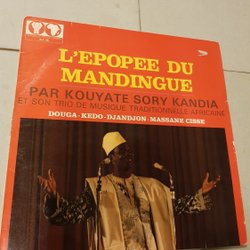 L'EPOPEE DU
MANDINGUE
PAR KOUYATE SORY KANDIA
ET SON TRIO DE MUSIQUE TRADITIONNELLE AFRICAINE
DOUGA - KEDO - DJANDJON - MASSANE CISSE